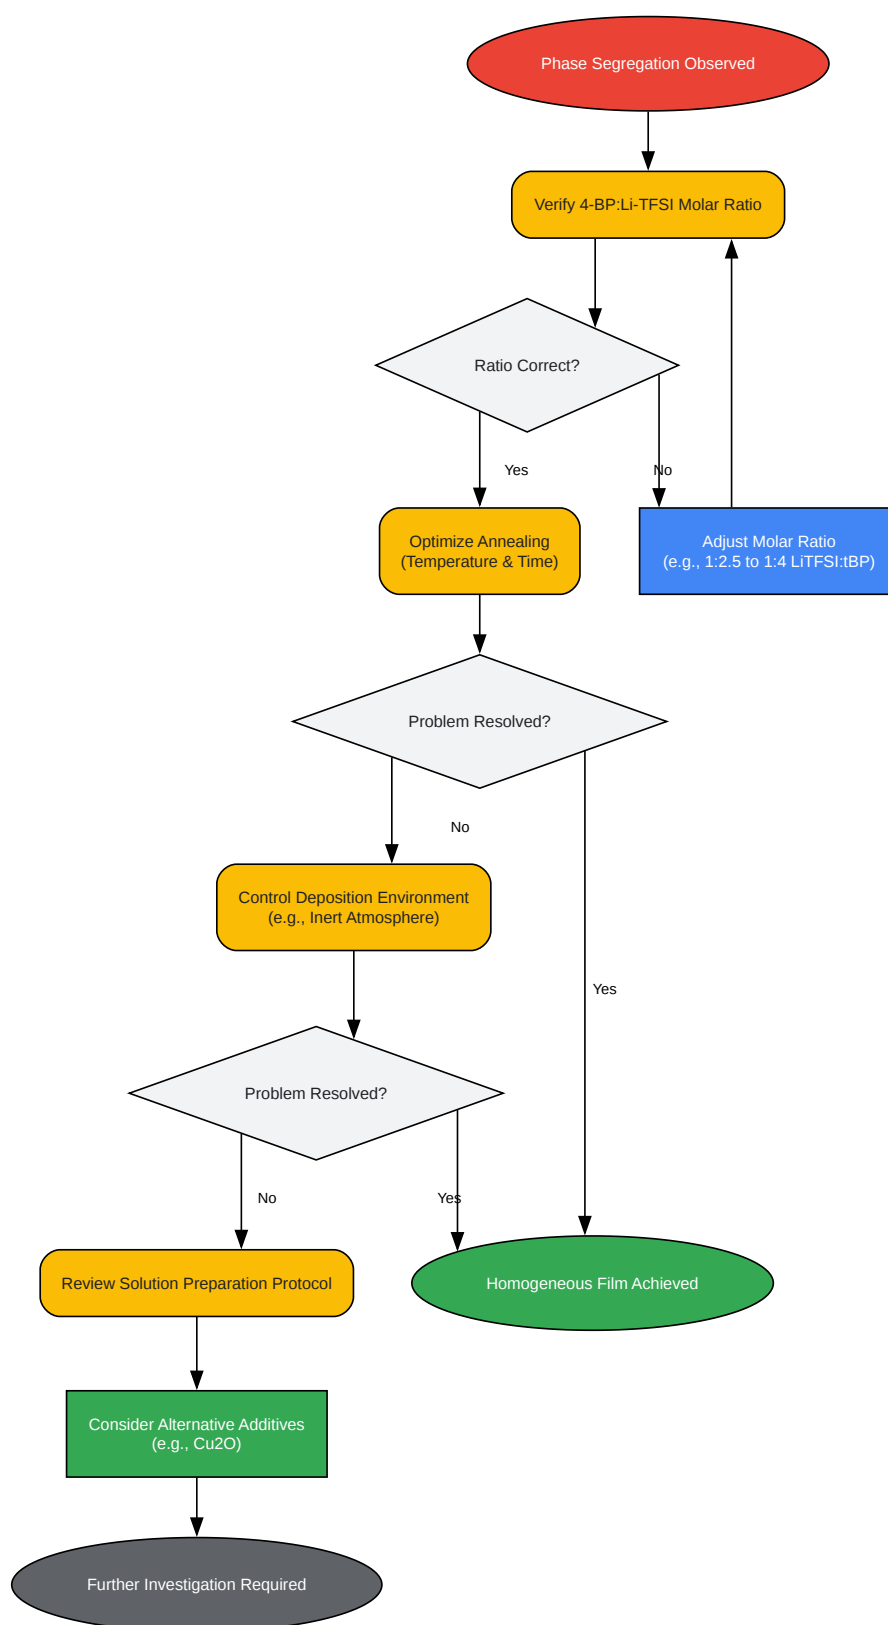 Phase Segregation Observed
Verify 4-BP:Li-TFSI Molar Ratio
Ratio Correct?
Yes
No
Optimize Annealing
(Temperature & Time)
Adjust Molar Ratio
(e.g., 1:2.5 to 1:4 LiTFSI:tBP)
Problem Resolved?
No
Control Deposition Environment
(e.g., Inert Atmosphere)
Yes
Problem Resolved?
No
Yes
Review Solution Preparation Protocol
Homogeneous Film Achieved
Consider Alternative Additives
(e.g., Cu2O)
Further Investigation Required